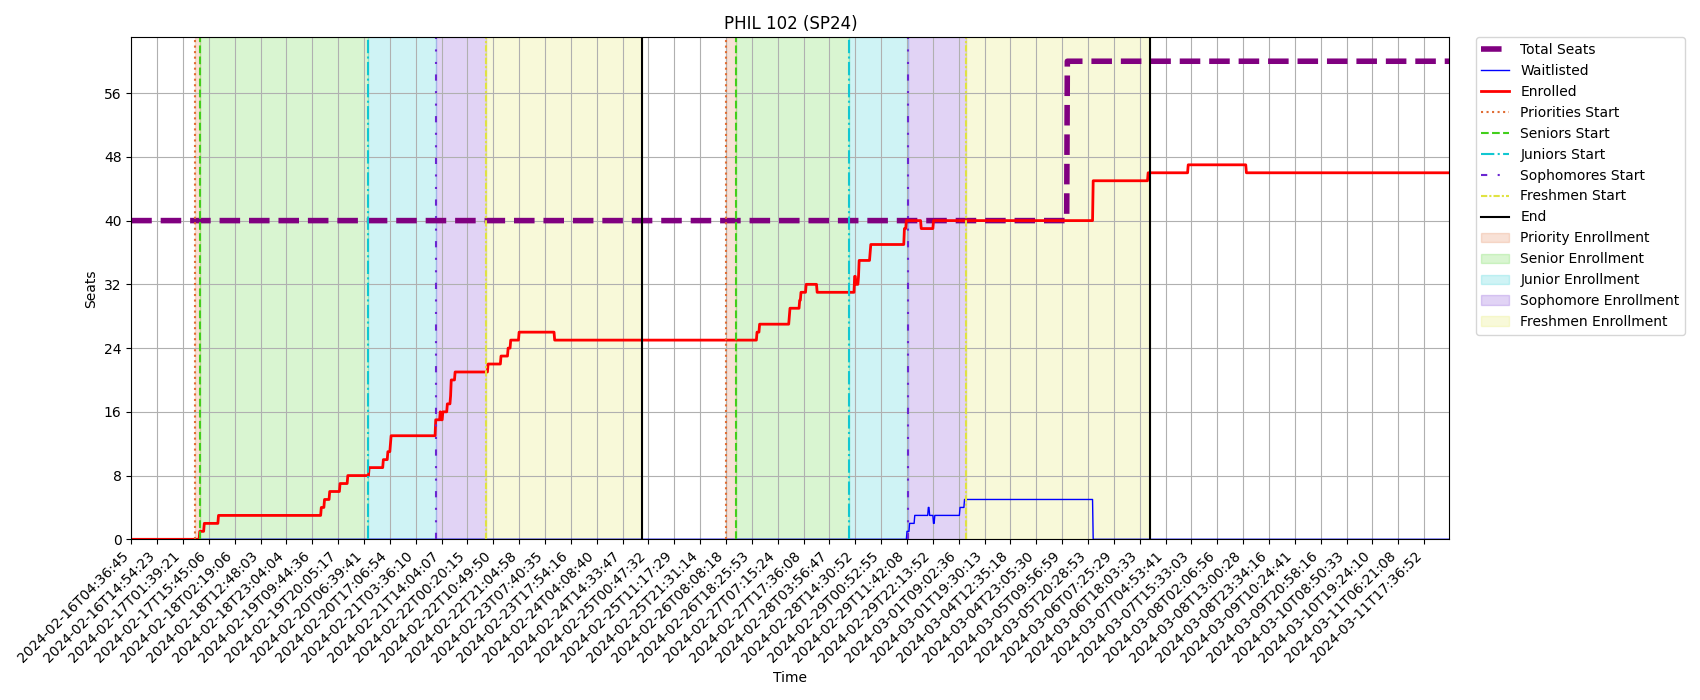 PHIL 102 (SP24)
Seats
56
48
40
32
24
16
8
0
2024-02-16T04:36:45
2024-02-16T14:54:23
2024-02-17T01:39:21
2024-02-17T15:45:06
2024-02-18T02:19:06
2024-02-18T12:48:03
2024-02-18T23:04:04
2024-02-19T09:44:36
2024-02-19T20:05:17
2024-02-20T06:39:41
2024-02-20T17:06:54
2024-02-21T03:36:10
2024-02-21T14:04:07
2024-02-22T00:20:15
2024-02-22T10:49:50
2024-02-22T21:04:58
2024-02-23T07:40:35
2024-02-23T17:54:16
2024-02-24T04:08:40
2024-02-24T14:33:47
2024-02-25T00:47:32
2024-02-25T11:17:29
2024-02-25T21:31:14
2024-02-26T08:08:18
2024-02-26T18:25:53
2024-02-27T07:15:24
2024-02-27T17:36:08
2024-02-28T03:56:47
2024-02-28T14:30:52
2024-02-29T00:52:55
2024-02-29T11:42:08
2024-02-29T22:13:52
2024-03-01T09:02:36
2024-03-01T19:30:13
2024-03-04T12:35:18
2024-03-04T23:05:30
2024-03-05T09:56:59
2024-03-05T20:28:53
2024-03-06T07:25:29
2024-03-06T18:03:33
2024-03-07T04:53:41
2024-03-07T15:33:03
2024-03-08T02:06:56
2024-03-08T13:00:28
2024-03-08T23:34:16
2024-03-09T10:24:41
2024-03-09T20:58:16
2024-03-10T08:50:33
2024-03-10T19:24:10
2024-03-11T06:21:08
2024-03-11T17:36:52
Time
Total Seats
Waitlisted
Enrolled
Priorities Start
Seniors Start
Juniors Start
Sophomores Start
Freshmen Start
End
Priority Enrollment
Senior Enrollment
Junior Enrollment
Sophomore Enrollment
Freshmen Enrollment